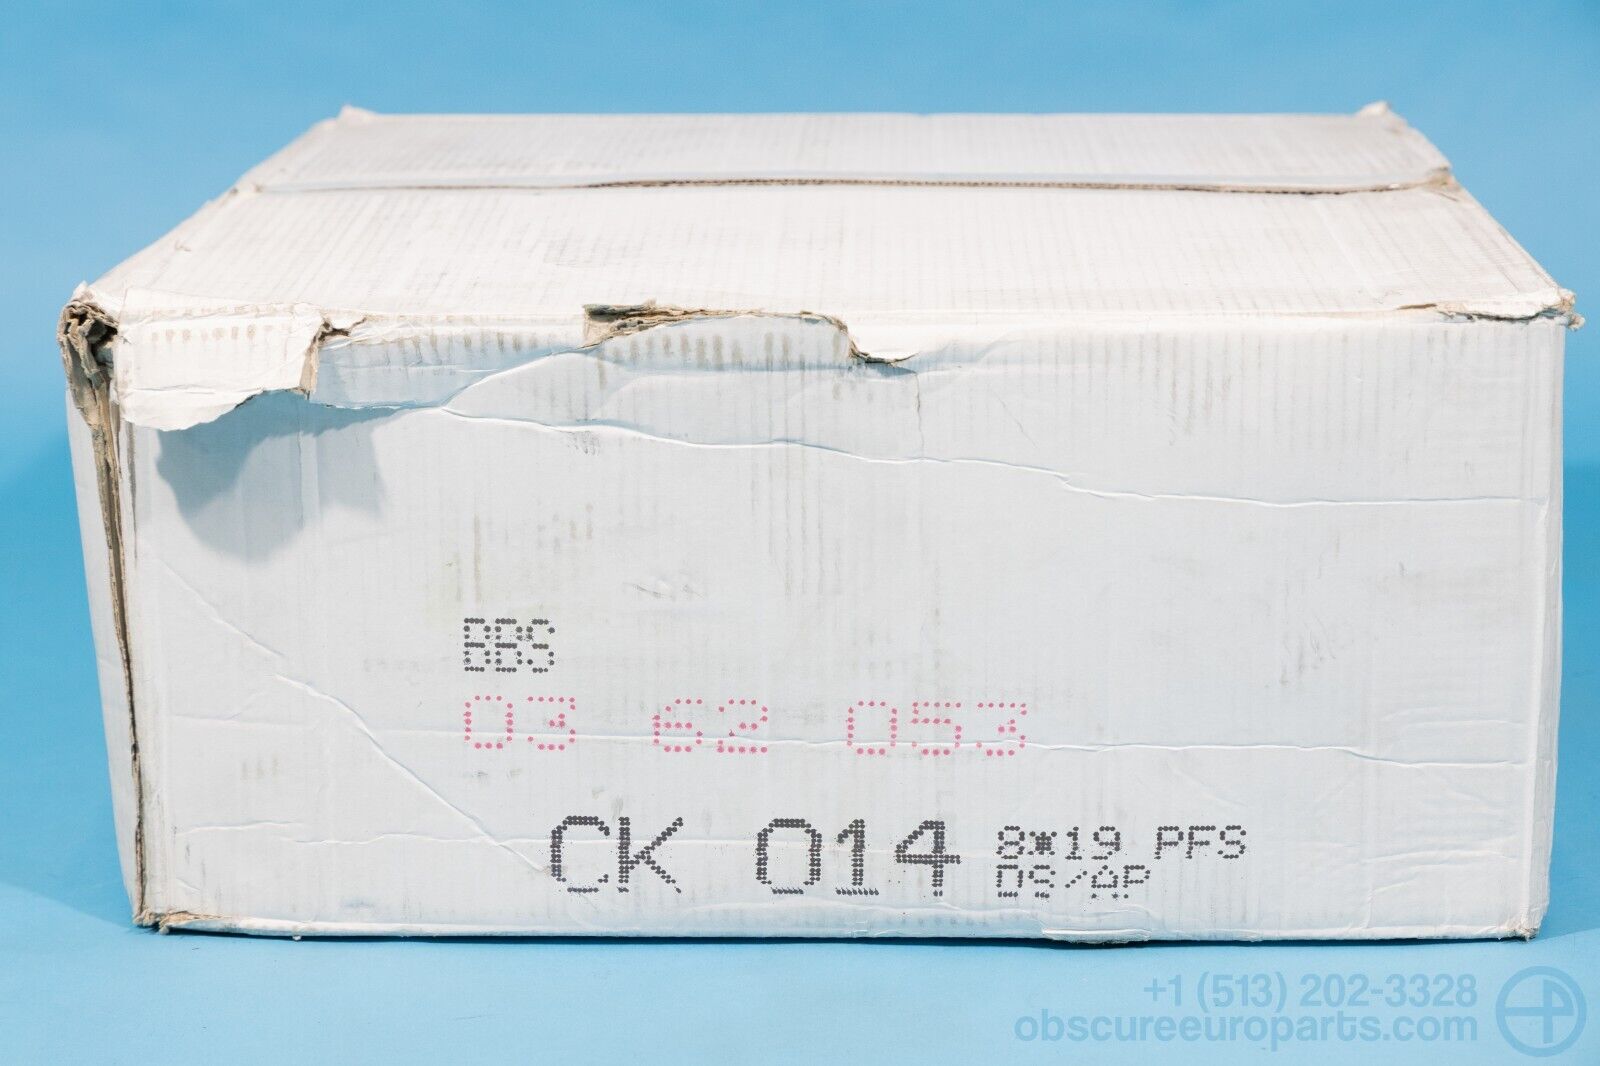 BBS
03 62 053
CK 014 8*19 PFS
DS/AP
+1 (513) 202-3328
obscureeuroparts.com